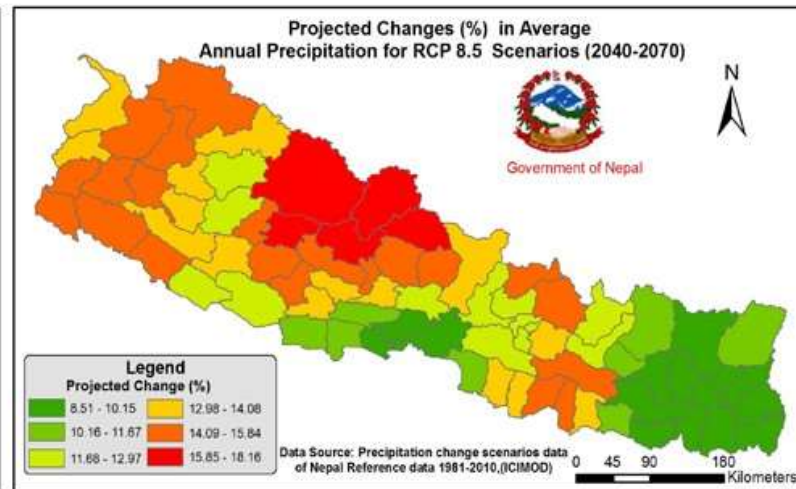 Projected Changes (%) in Average
Annual Precipitation for RCP 8.5 Scenarios (2040-2070)
N
Government of Nepal
Legend
Projected Change (%)
8.51 - 10.15
12.98 - 14.08
10.16 - 11.67
14.09 - 15.84
11.68 - 12.97
15.85 - 18.16
Data Source: Precipitation change scenarios data
of Nepal Reference data 1981-2010,(ICIMOD)
0 45 90 180
Kilometers